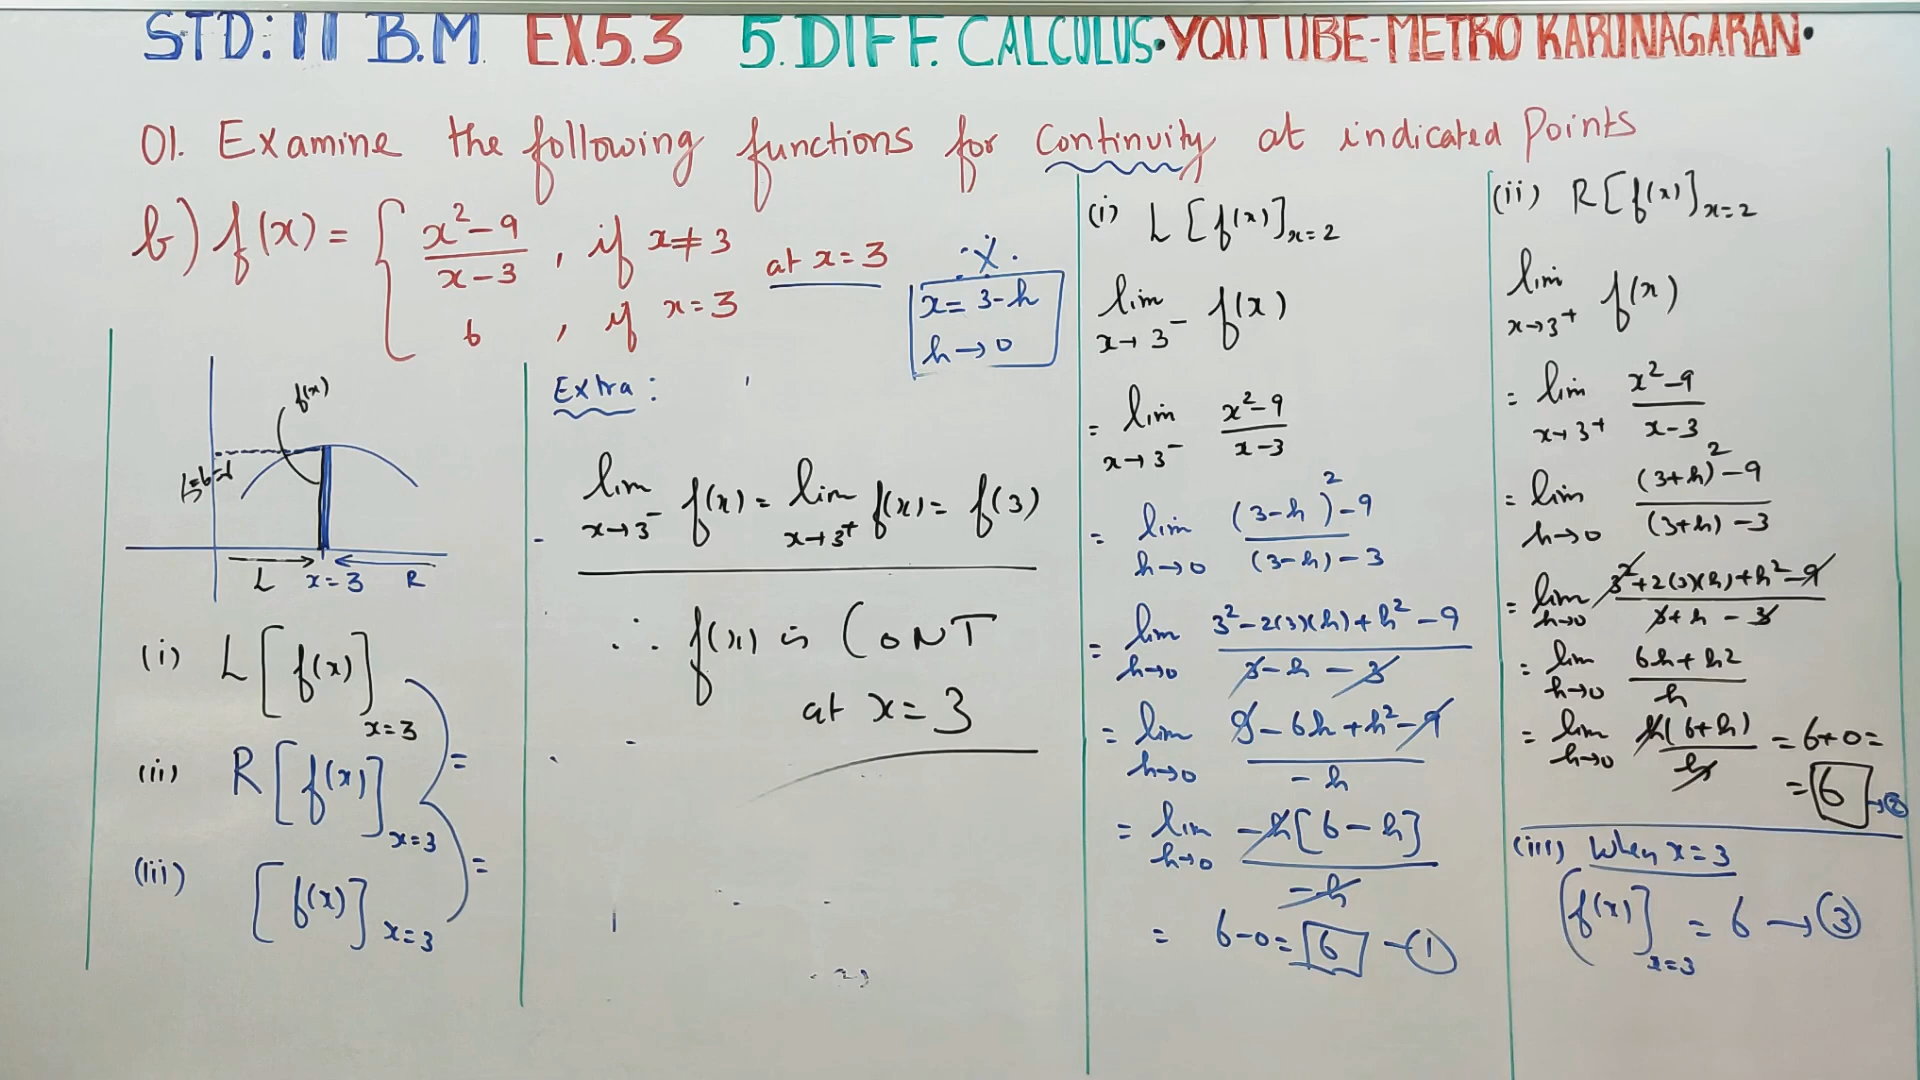 STD: 11 B.M. EX.5.3 5. DIFF. CALCULUS • YOUTUBE-METRO KARUNAGARAN •
01. Examine the following functions for continuity at indicated Points
b) f(x) = { x²-9 / x-3 , if x≠3
6 , if x=3
at x=3
∴
x = 3-h
h→0
f(x)
L x=3 R
(i) L[f(x)] x=3
(ii) R[f(x)] x=3 =
(iii) [f(x)] x=3 =
Extra:
lim x→3⁻ f(x) = lim x→3⁺ f(x) = f(3)
∴ f(x) is CONT
at x=3
(i) L[f(x)] x=2
lim x→3⁻ f(x)
= lim x→3⁻ x²-9 / x-3
= lim h→0 (3-h)²-9 / (3-h)-3
= lim h→0 3²-2(3)(h)+h²-9 / 3-h-3
= lim h→0 9-6h+h²-9 / -h
= lim h→0 -h[6-h] / -h
= 6-0 = 6 -①
(ii) R[f(x)] x=2
lim x→3⁺ f(x)
= lim x→3⁺ x²-9 / x-3
= lim h→0 (3+h)²-9 / (3+h)-3
= lim h→0 3²+2(3)(h)+h²-9 / 3+h-3
= lim h→0 6h+h2 / h
= lim h→0 h(6+h) / h = 6+0=
= 6 →②
(iii) When x=3
[f(x)] x=3 = 6 →③